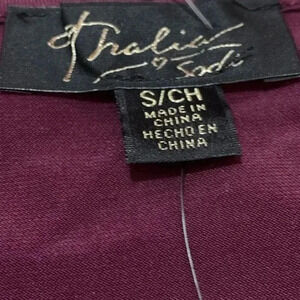 Thalia
Sodi
S/CH
MADE IN
CHINA
HECHO EN
CHINA